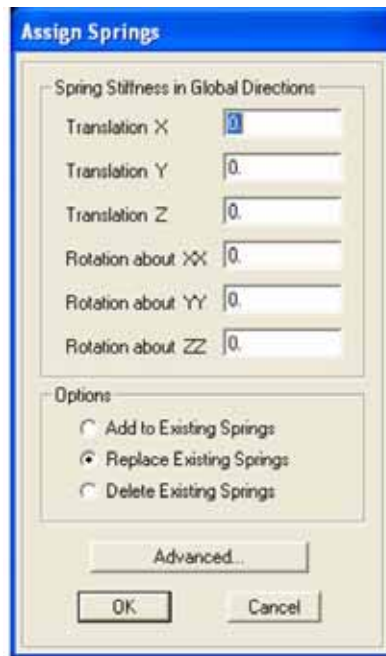 Assign Springs
Spring Stiffness in Global Directions
Translation X 0.
Translation Y 0.
Translation Z 0.
Rotation about XX 0.
Rotation about YY 0.
Rotation about ZZ 0.
Options
Add to Existing Springs
Replace Existing Springs
Delete Existing Springs
Advanced...
OK Cancel